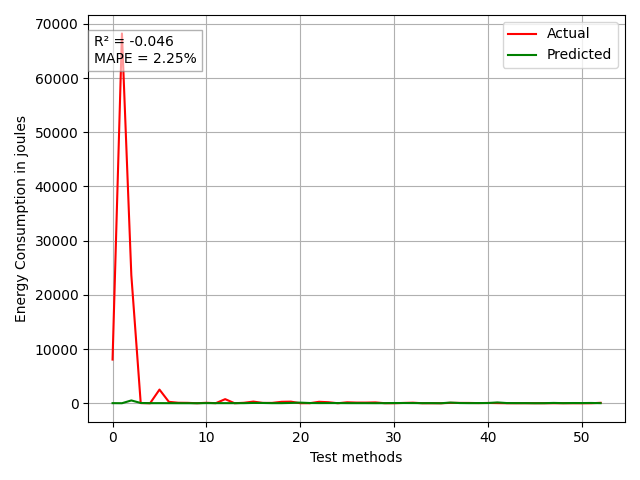 R² = -0.046
MAPE = 2.25%
Actual
Predicted
Energy Consumption in joules
70000
60000
50000
40000
30000
20000
10000
0
0 10 20 30 40 50
Test methods